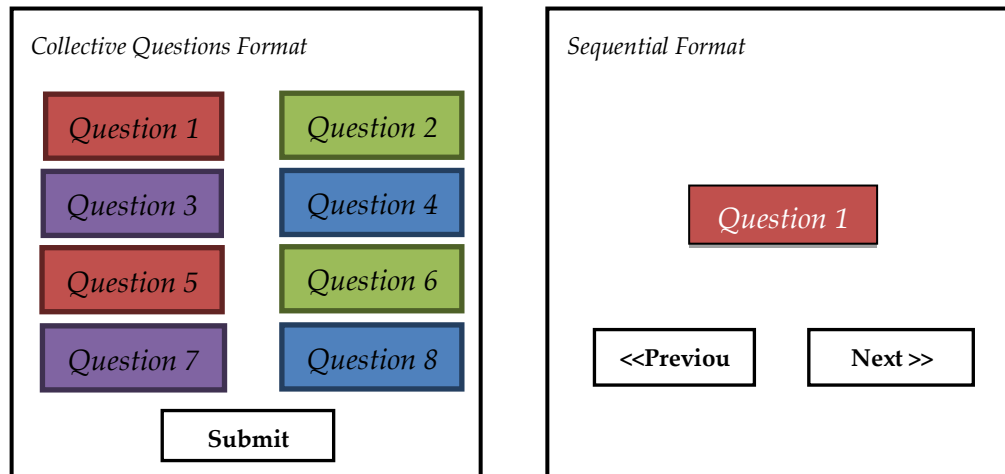 Collective Questions Format
Question 1
Question 2
Question 3
Question 4
Question 5
Question 6
Question 7
Question 8
Submit
Sequential Format
Question 1
<<Previou
Next >>